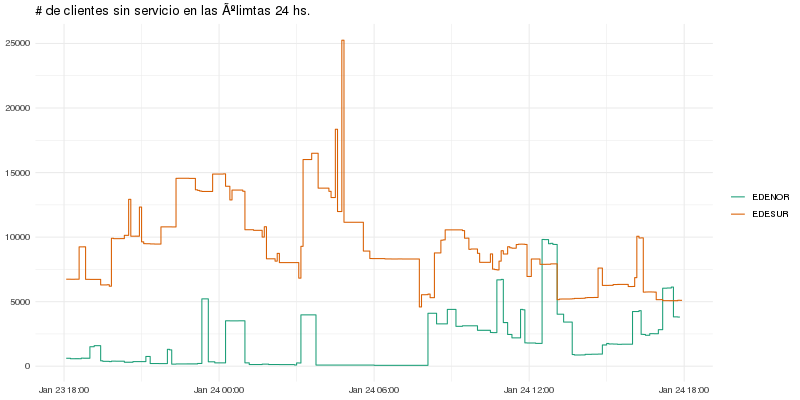 # de clientes sin servicio en las Ãºlimtas 24 hs.
25000
20000
15000
10000
5000
0
Jan 23 18:00 Jan 24 00:00 Jan 24 06:00 Jan 24 12:00 Jan 24 18:00
EDENOR
EDESUR